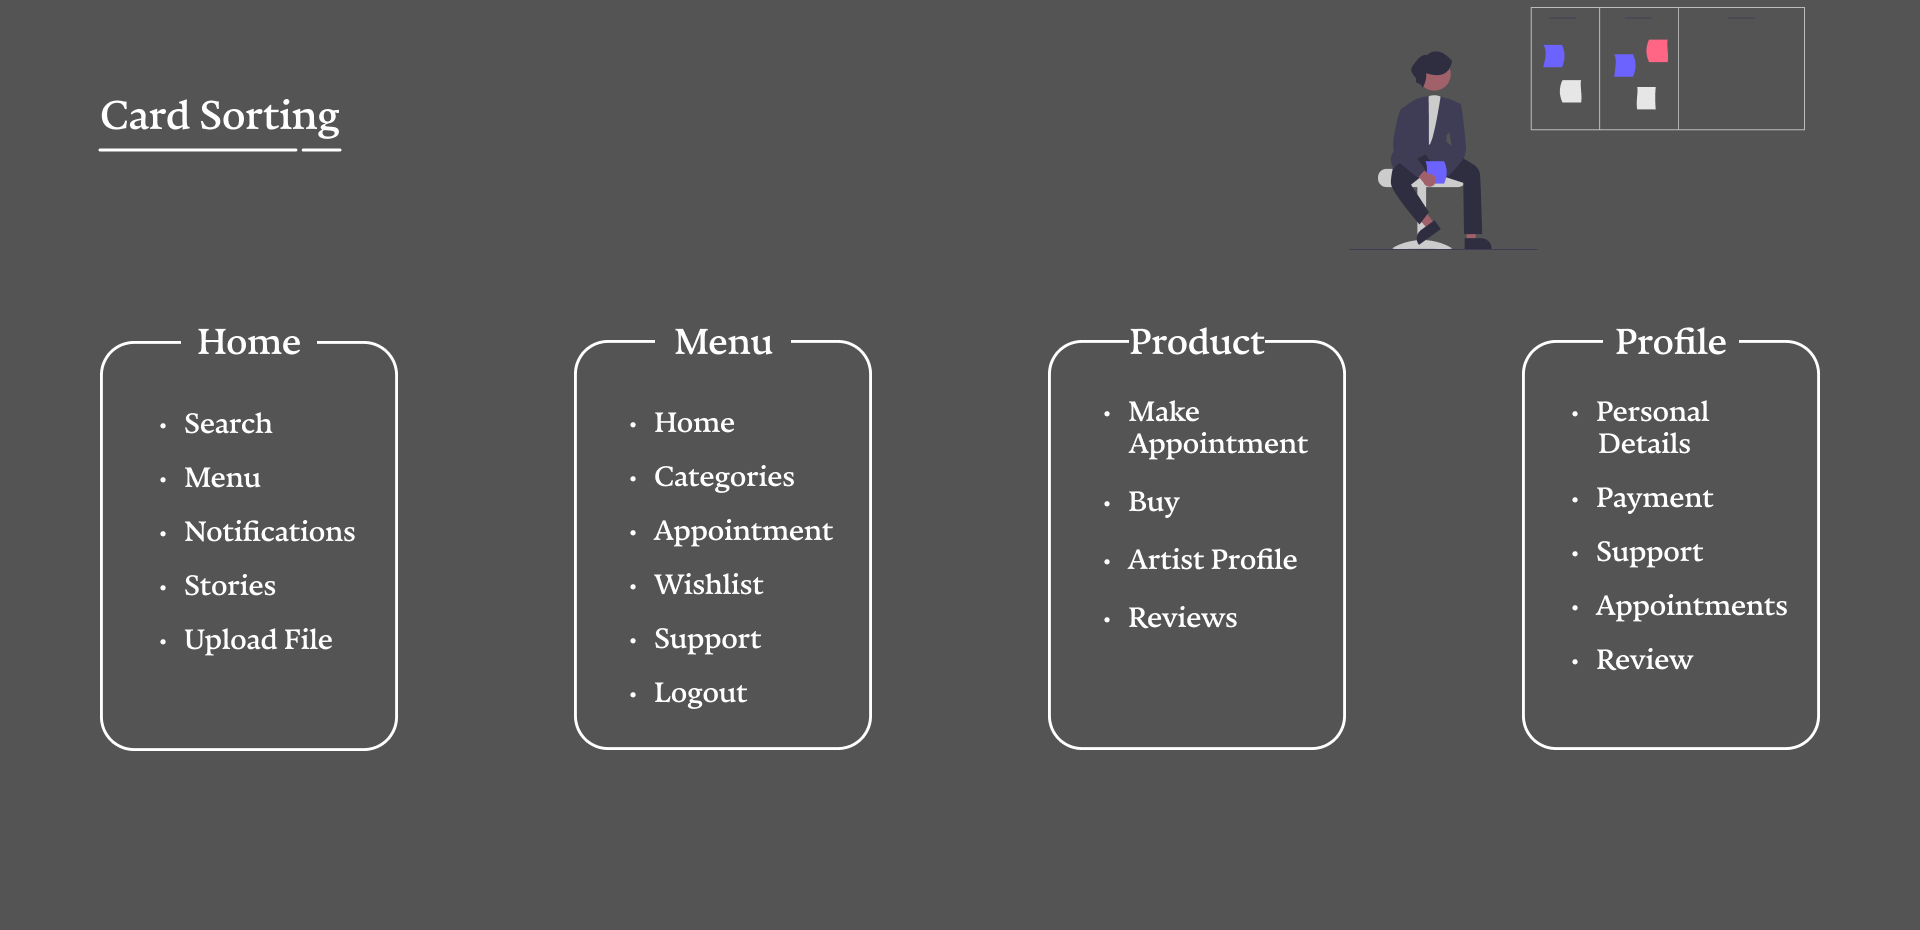 Card Sorting
Home
• Search
• Menu
• Notifications
• Stories
• Upload File
Menu
• Home
• Categories
• Appointment
• Wishlist
• Support
• Logout
Product
• Make
Appointment
• Buy
• Artist Profile
• Reviews
Profile
• Personal
Details
• Payment
• Support
• Appointments
• Review